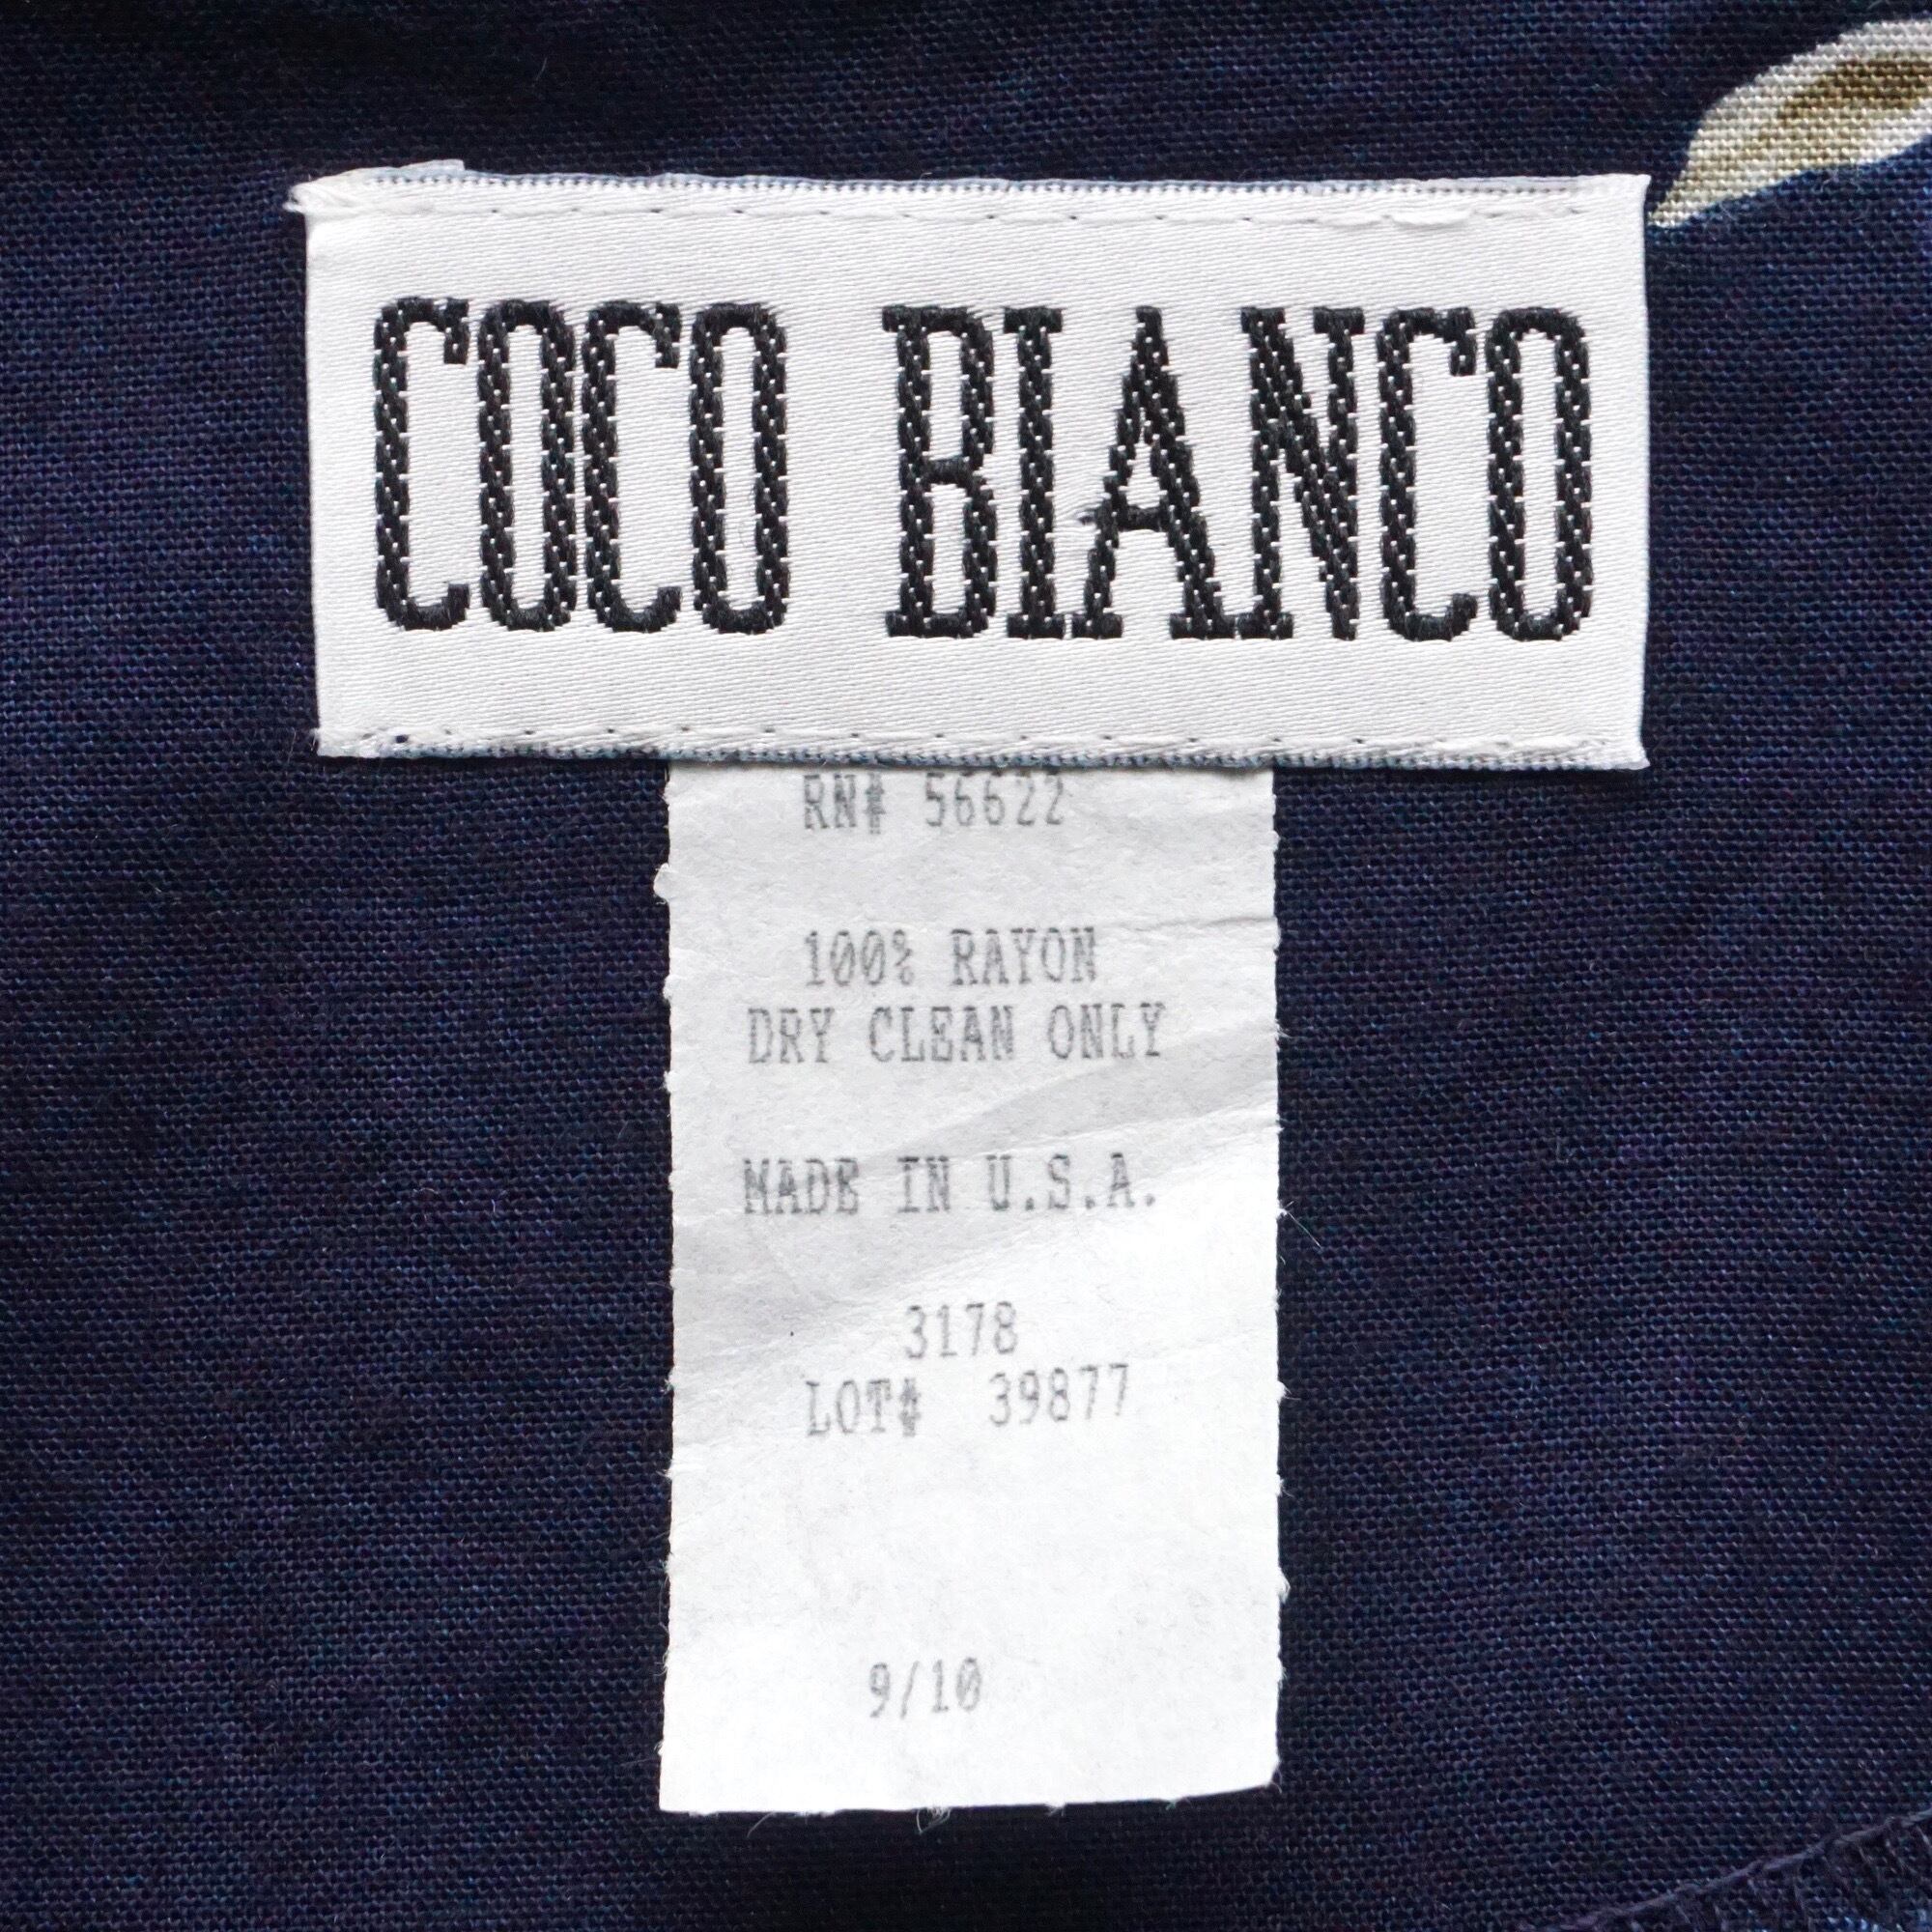 COCO BIANCO
RN# 56622
100% RAYON
DRY CLEAN ONLY
MADE IN U.S.A.
3178
LOT# 39877
9/10